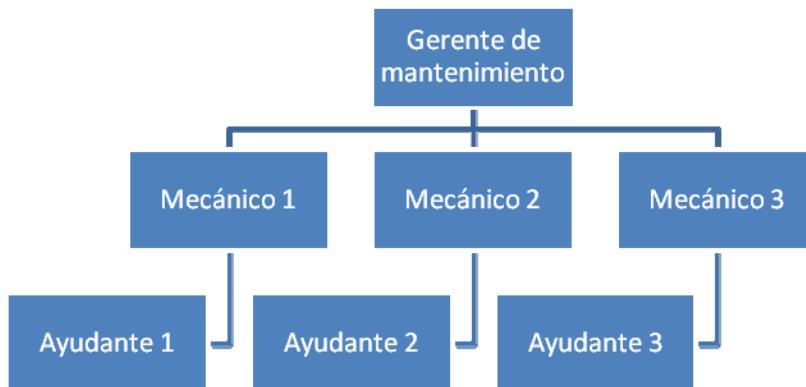 Gerente de
mantenimiento
Mecánico 1
Mecánico 2
Mecánico 3
Ayudante 1
Ayudante 2
Ayudante 3